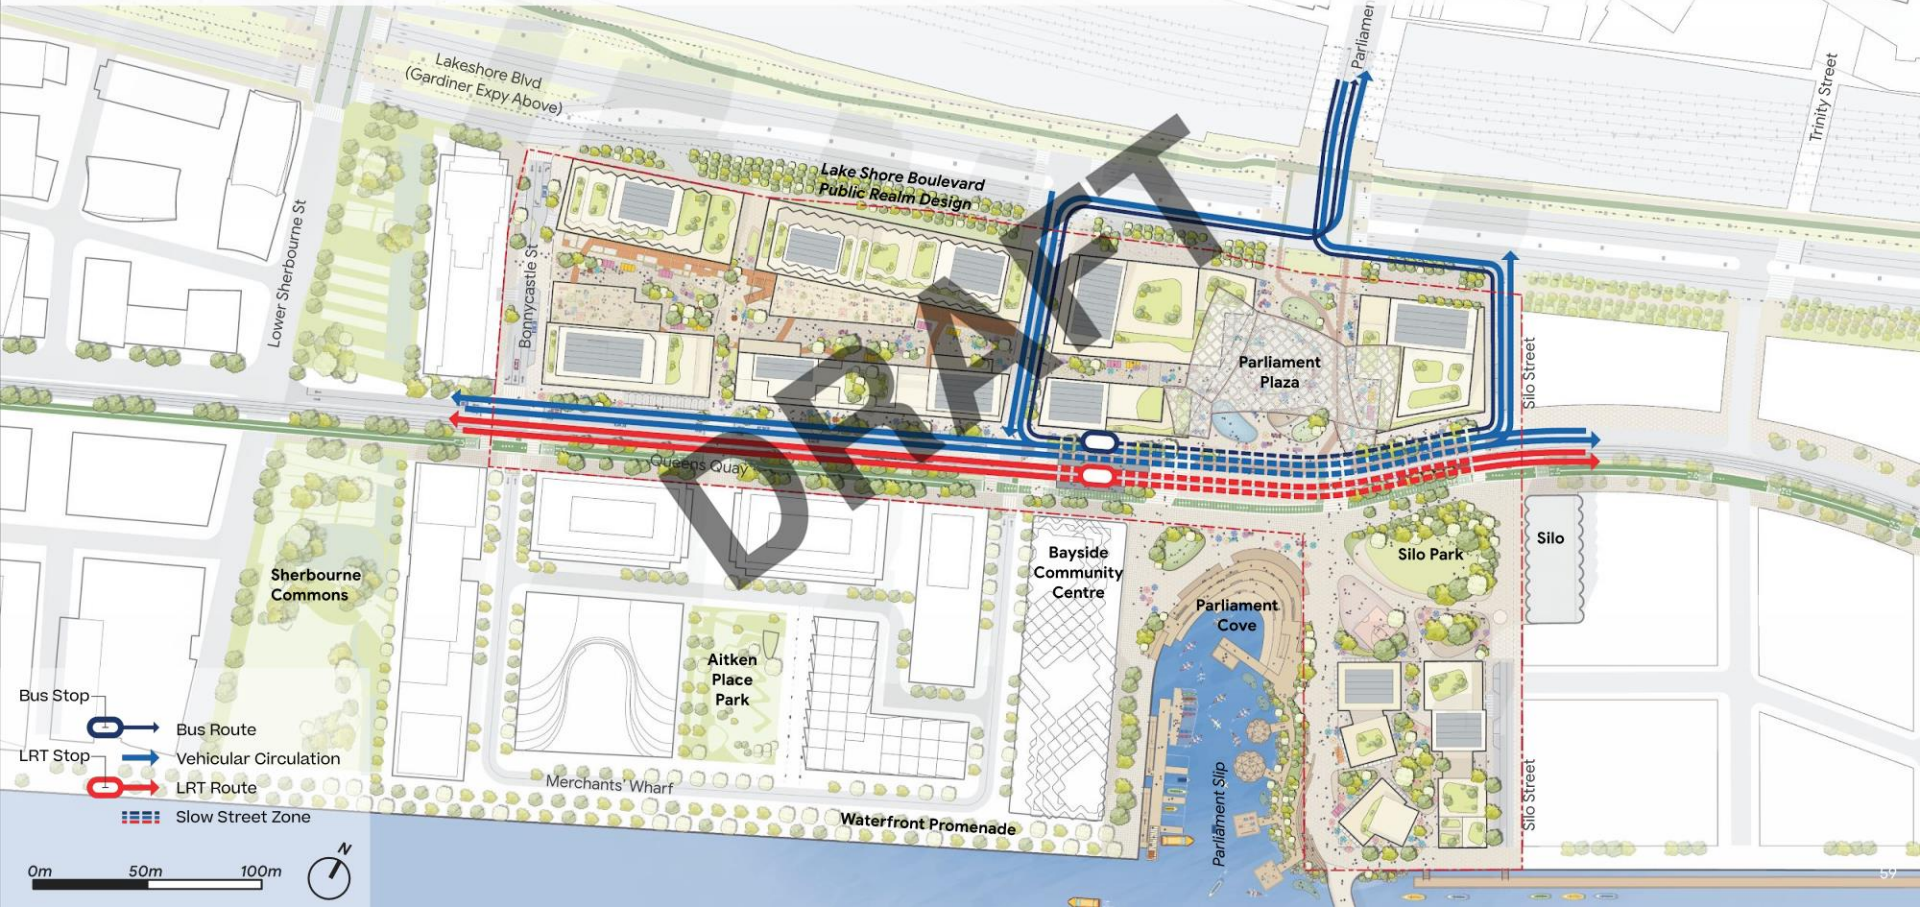 Parliamen
Trinity Street
Lakeshore Blvd
(Gardiner Expy Above)
Lake Shore Boulevard
Public Realm Design
Lower Sherbourne St
Bonnycastle St
DRAFT
Parliament
Plaza
Silo Street
Queens Quay
Sherbourne
Commons
Aitken
Place
Park
Bayside
Community
Centre
Parliament
Cove
Silo Park
Silo
Merchants' Wharf
Waterfront Promenade
Parliament Slip
Silo Street
Bus Stop
Bus Route
Vehicular Circulation
LRT Stop
LRT Route
Slow Street Zone
0m 50m 100m
N
59